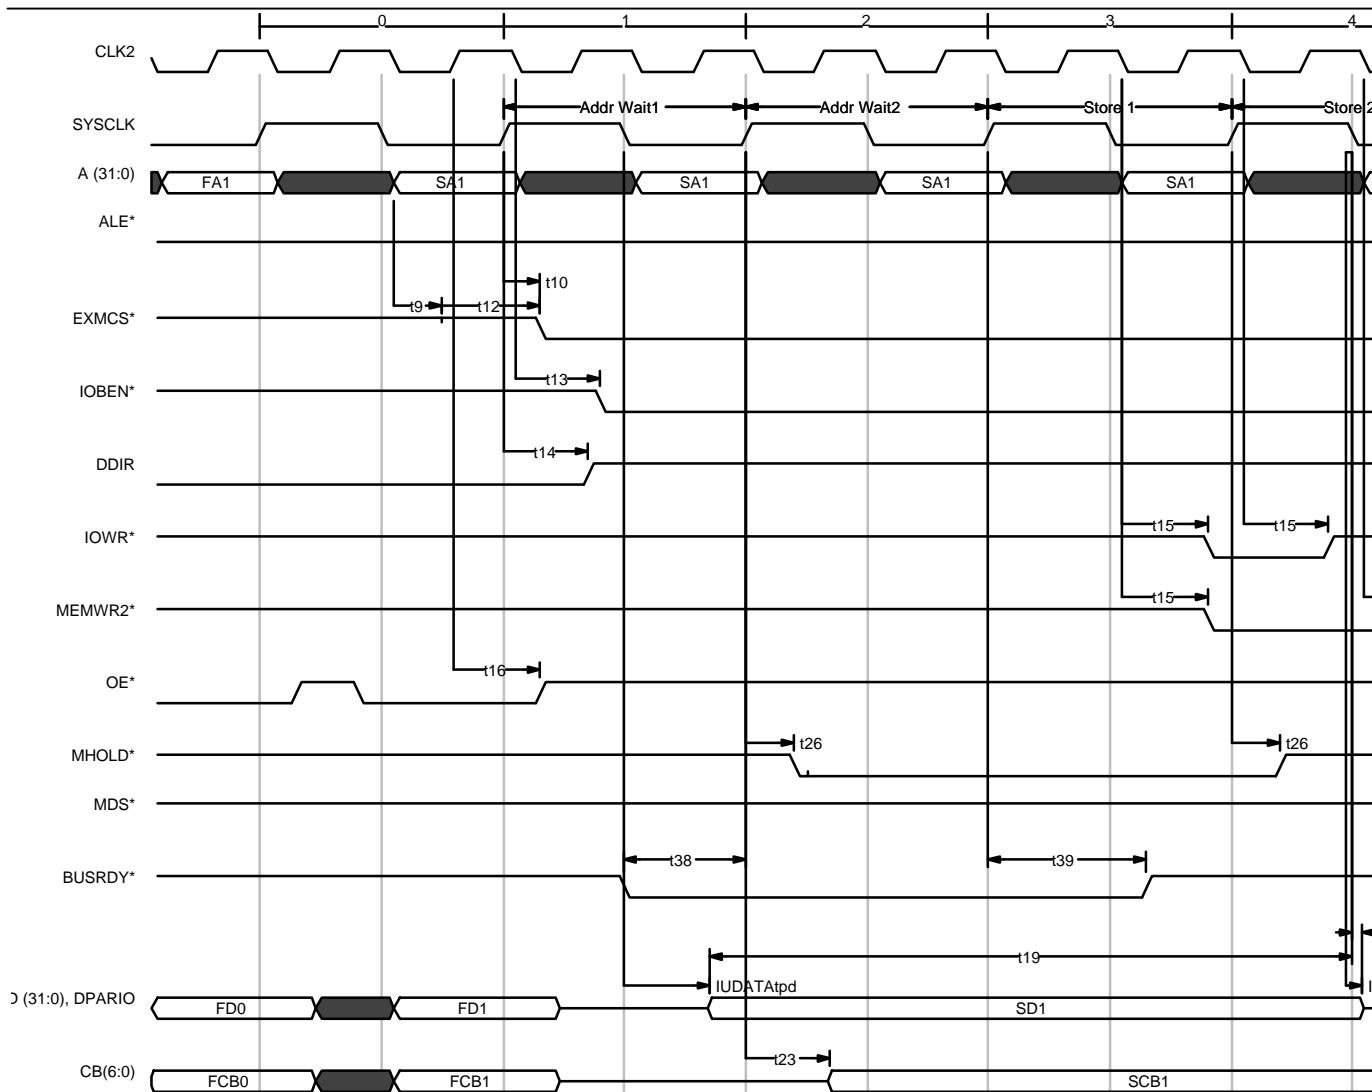 0 1 2 3 4
CLK2
Addr Wait1 Addr Wait2 Store 1 Store 2
SYSCLK
A (31:0) FA1 SA1 SA1 SA1 SA1
ALE*
t10
t9 t12
EXMCS*
t13
IOBEN*
t14
DDIR
t15 t15
IOWR*
t15
MEMWR2*
t16
OE*
t26 t26
MHOLD*
MDS*
t38 t39
BUSRDY*
t19
IUDATAtpd
(31:0), DPARIO FD0 FD1 SD1
t23
CB(6:0) FCB0 FCB1 SCB1